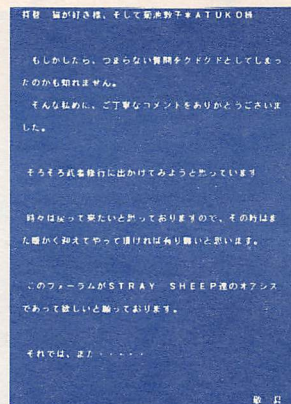 拝啓　猫が好き様、そして菊池敦子＊ＡＴＵＫＯ様
もしかしたら、つまらない質問をクドクドとしてしまっ
たのかも知れません。
そんな私めに、ご丁寧なコメントをありがとうございま
した。
そろそろ武者修行に出かけてみようと思っています
時々は戻って来たいと思っておりますので、その時はま
た暖かく迎えてやって頂ければ有り難いと思います。
このフォーラムがＳＴＲＡＹ　ＳＨＥＥＰ達のオアシス
であって欲しいと願っております。
それでは、また・・・・・
敬　具